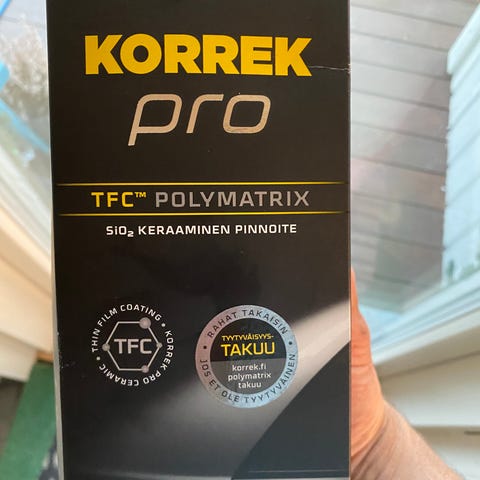 KORREK
pro
TFC™ POLYMATRIX
SiO₂ KERAAMINEN PINNOITE
THIN FILM COATING • KORREK PRO CERAMIC •
TFC
RAHAT TAKAISIN
TYYTYVÄISYYS-
TAKUU
korrek.fi
polymatrix
takuu
JOS ET OLE TYYTYVÄINEN